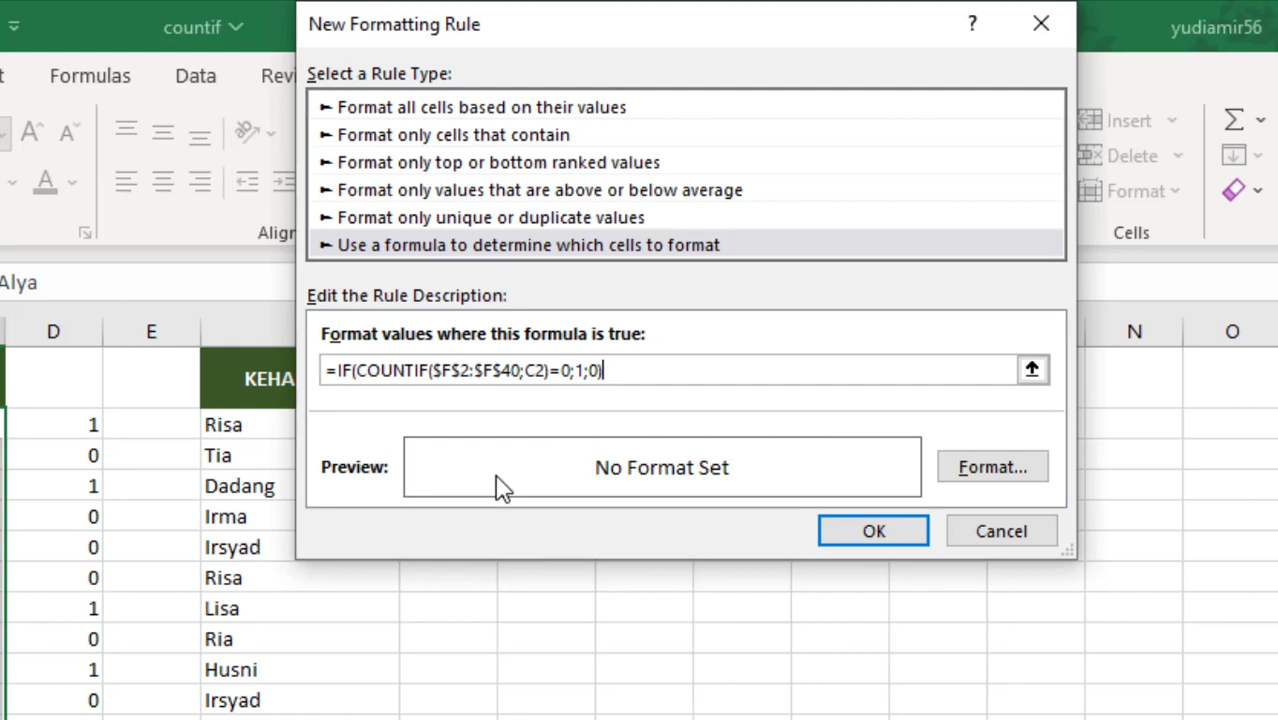 countif
yudiamir56
New Formatting Rule
?
Select a Rule Type:
Format all cells based on their values
Format only cells that contain
Format only top or bottom ranked values
Format only values that are above or below average
Format only unique or duplicate values
Use a formula to determine which cells to format
Edit the Rule Description:
Format values where this formula is true:
=IF(COUNTIF($F$2:$F$40;C2)=0;1;0)
Preview:
No Format Set
Format...
OK
Cancel
t
Formulas
Data
Revi
A
A
A
Align
Insert
Delete
Format
Cells
Σ
Alya
D
E
N
O
KEHA
1
Risa
0
Tia
1
Dadang
0
Irma
0
Irsyad
0
Risa
1
Lisa
0
Ria
1
Husni
0
Irsyad